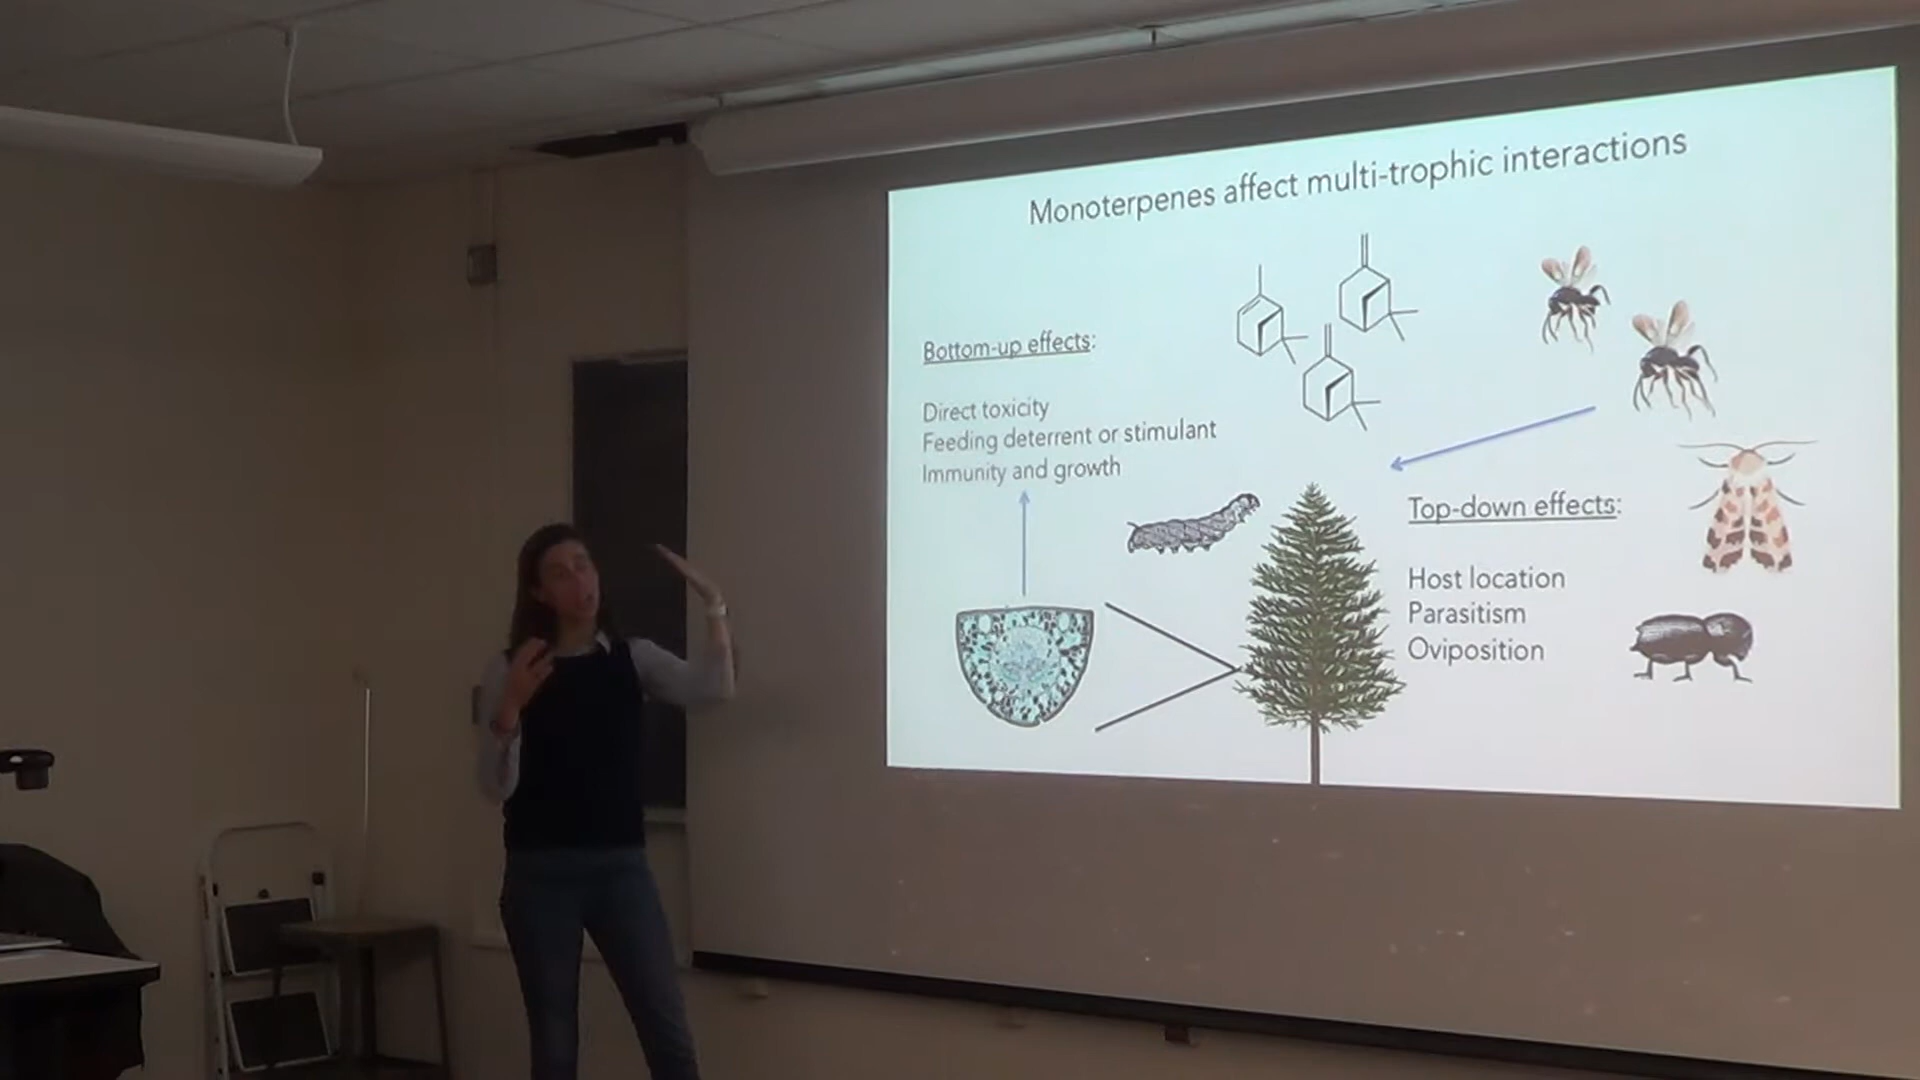 Monoterpenes affect multi-trophic interactions
Bottom-up effects:
Direct toxicity
Feeding deterrent or stimulant
Immunity and growth
Top-down effects:
Host location
Parasitism
Oviposition